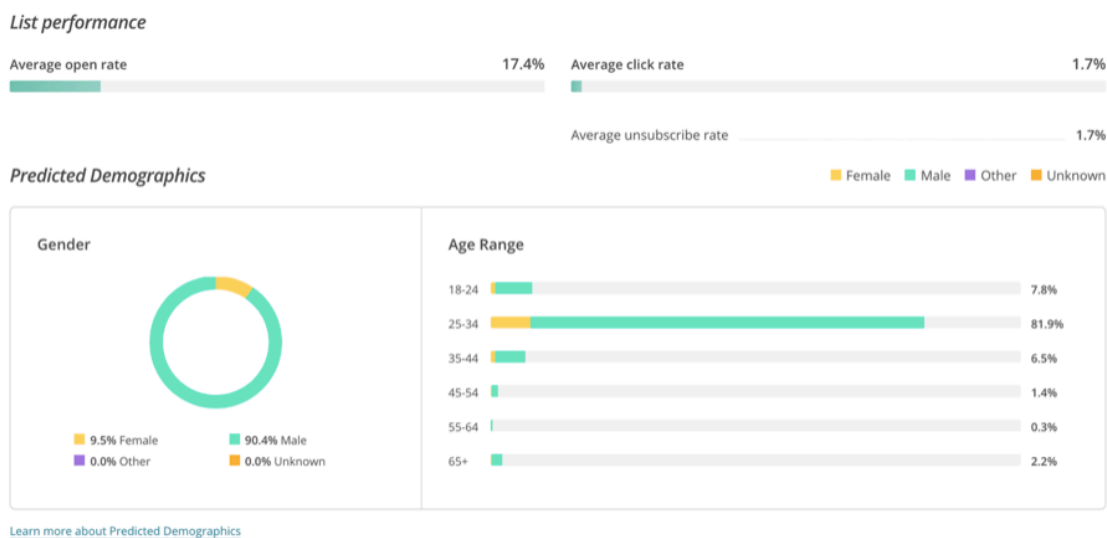 List performance
Average open rate 17.4% Average click rate 1.7%
Average unsubscribe rate 1.7%
Predicted Demographics Female Male Other Unknown
Gender Age Range
18-24 7.8%
25-34 81.9%
35-44 6.5%
45-54 1.4%
55-64 0.3%
65+ 2.2%
9.5% Female 90.4% Male
0.0% Other 0.0% Unknown
Learn more about Predicted Demographics